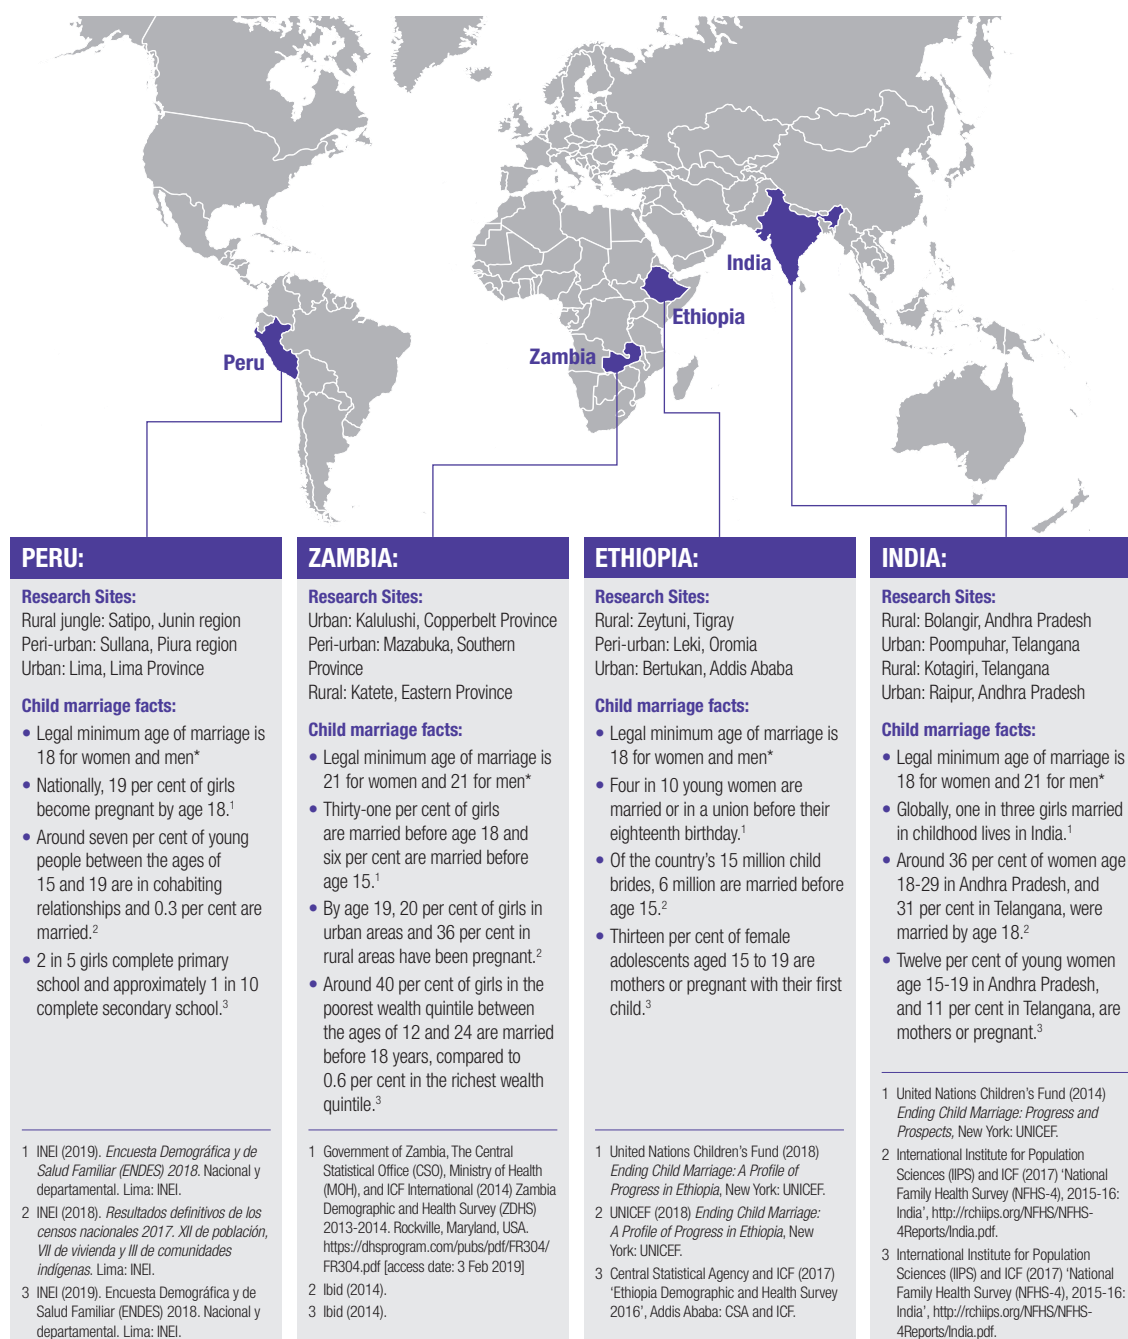 India
Ethiopia
Zambia
Peru
PERU:
Research Sites:
Rural jungle: Satipo, Junin region
Peri-urban: Sullana, Piura region
Urban: Lima, Lima Province
Child marriage facts:
• Legal minimum age of marriage is
18 for women and men*
• Nationally, 19 per cent of girls
become pregnant by age 18.1
• Around seven per cent of young
people between the ages of
15 and 19 are in cohabiting
relationships and 0.3 per cent are
married.2
• 2 in 5 girls complete primary
school and approximately 1 in 10
complete secondary school.3
1 INEI (2019). Encuesta Demográfica y de
Salud Familiar (ENDES) 2018. Nacional y
departamental. Lima: INEI.
2 INEI (2018). Resultados definitivos de los
censos nacionales 2017. XII de población,
VII de vivienda y III de comunidades
indígenas. Lima: INEI.
3 INEI (2019). Encuesta Demográfica y de
Salud Familiar (ENDES) 2018. Nacional y
departamental. Lima: INEI.
ZAMBIA:
Research Sites:
Urban: Kalulushi, Copperbelt Province
Peri-urban: Mazabuka, Southern
Province
Rural: Katete, Eastern Province
Child marriage facts:
• Legal minimum age of marriage is
21 for women and 21 for men*
• Thirty-one per cent of girls
are married before age 18 and
six per cent are married before
age 15.1
• By age 19, 20 per cent of girls in
urban areas and 36 per cent in
rural areas have been pregnant.2
• Around 40 per cent of girls in the
poorest wealth quintile between
the ages of 12 and 24 are married
before 18 years, compared to
0.6 per cent in the richest wealth
quintile.3
1 Government of Zambia, The Central
Statistical Office (CSO), Ministry of Health
(MOH), and ICF International (2014) Zambia
Demographic and Health Survey (ZDHS)
2013-2014. Rockville, Maryland, USA.
https://dhsprogram.com/pubs/pdf/FR304/
FR304.pdf [access date: 3 Feb 2019]
2 Ibid (2014).
3 Ibid (2014).
ETHIOPIA:
Research Sites:
Rural: Zeytuni, Tigray
Peri-urban: Leki, Oromia
Urban: Bertukan, Addis Ababa
Child marriage facts:
• Legal minimum age of marriage is
18 for women and men*
• Four in 10 young women are
married or in a union before their
eighteenth birthday.1
• Of the country's 15 million child
brides, 6 million are married before
age 15.2
• Thirteen per cent of female
adolescents aged 15 to 19 are
mothers or pregnant with their first
child.3
1 United Nations Children's Fund (2018)
Ending Child Marriage: A Profile of
Progress in Ethiopia, New York: UNICEF.
2 UNICEF (2018) Ending Child Marriage:
A Profile of Progress in Ethiopia, New
York: UNICEF.
3 Central Statistical Agency and ICF (2017)
'Ethiopia Demographic and Health Survey
2016', Addis Ababa: CSA and ICF.
INDIA:
Research Sites:
Rural: Bolangir, Andhra Pradesh
Urban: Poompuhar, Telangana
Rural: Kotagiri, Telangana
Urban: Raipur, Andhra Pradesh
Child marriage facts:
• Legal minimum age of marriage is
18 for women and 21 for men*
• Globally, one in three girls married
in childhood lives in India.1
• Around 36 per cent of women age
18-29 in Andhra Pradesh, and
31 per cent in Telangana, were
married by age 18.2
• Twelve per cent of young women
age 15-19 in Andhra Pradesh,
and 11 per cent in Telangana, are
mothers or pregnant.3
1 United Nations Children's Fund (2014)
Ending Child Marriage: Progress and
Prospects, New York: UNICEF.
2 International Institute for Population
Sciences (IIPS) and ICF (2017) 'National
Family Health Survey (NFHS-4), 2015-16:
India', http://rchiips.org/NFHS/NFHS-
4Reports/India.pdf.
3 International Institute for Population
Sciences (IIPS) and ICF (2017) 'National
Family Health Survey (NFHS-4), 2015-16:
India', http://rchiips.org/NFHS/NFHS-
4Reports/India.pdf.